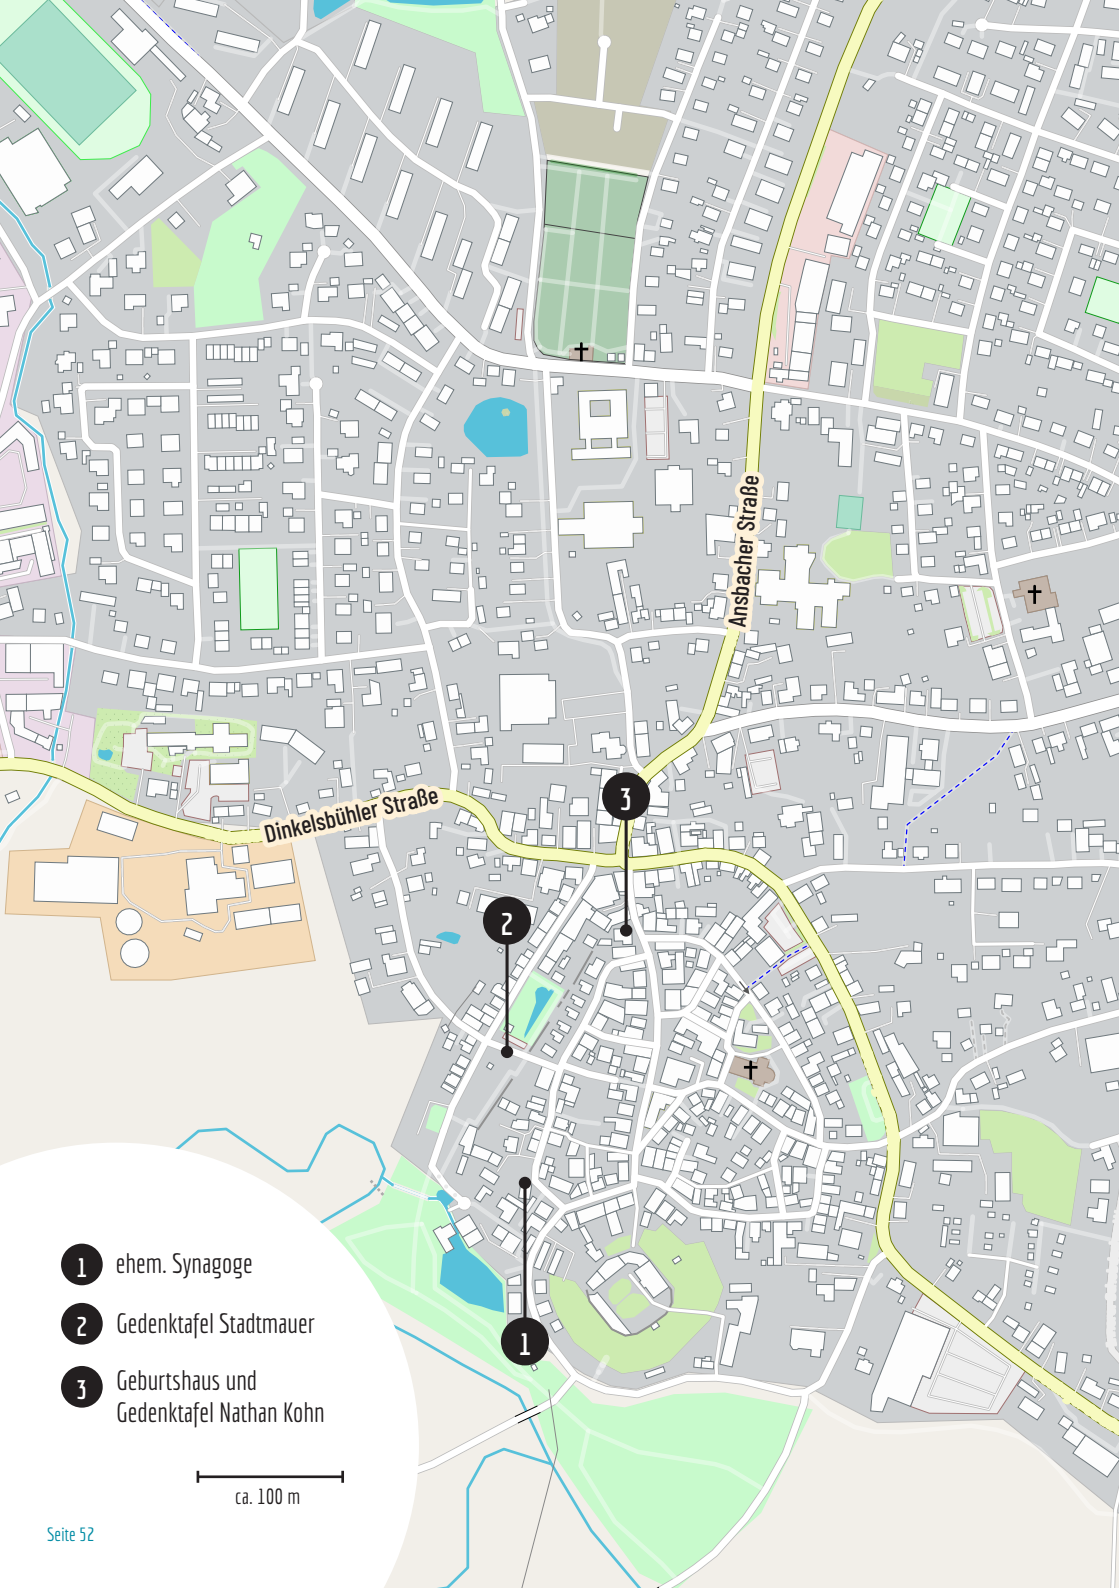 Ansbacher Straße
Dinkelsbühler Straße
3
2
1
1 ehem. Synagoge
2 Gedenktafel Stadtmauer
3 Geburtshaus und
Gedenktafel Nathan Kohn
ca. 100 m
Seite 52